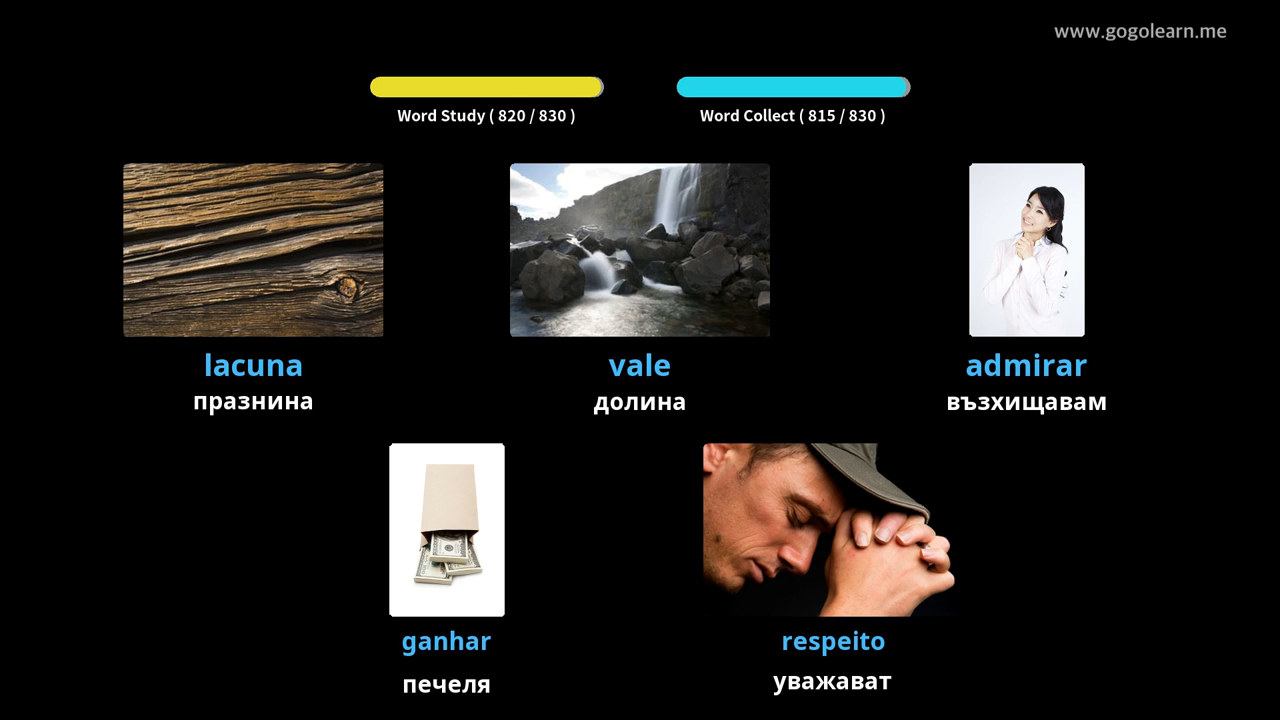 www.gogolearn.me
Word Study ( 820 / 830 )
Word Collect ( 815 / 830 )
lacuna
празнина
vale
долина
admirar
възхищавам
ganhar
печеля
respeito
уважават